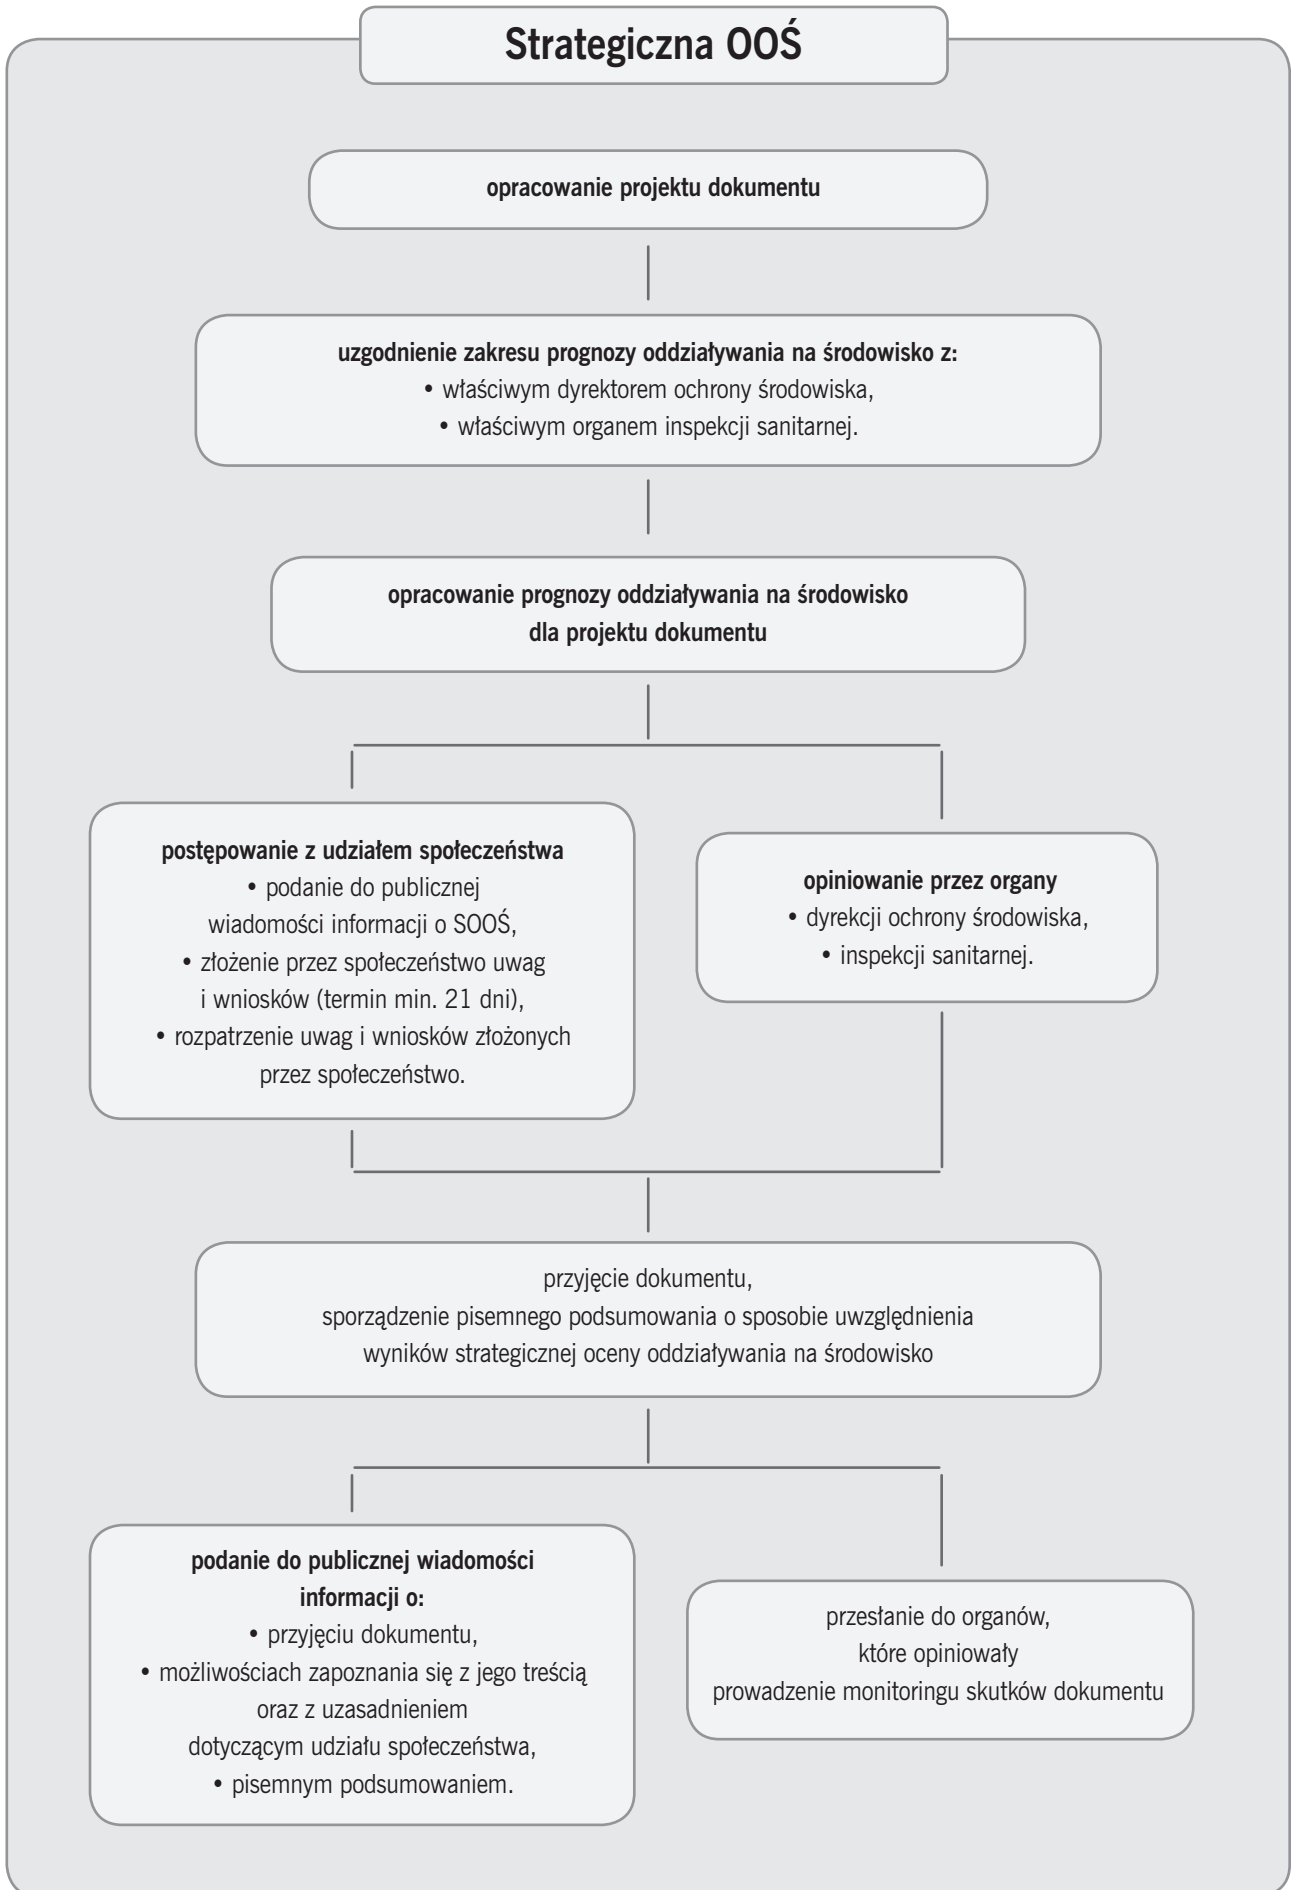 Strategiczna OOŚ
opracowanie projektu dokumentu
uzgodnienie zakresu prognozy oddziaływania na środowisko z:
• właściwym dyrektorem ochrony środowiska,
• właściwym organem inspekcji sanitarnej.
opracowanie prognozy oddziaływania na środowisko
dla projektu dokumentu
postępowanie z udziałem społeczeństwa
• podanie do publicznej
wiadomości informacji o SOOŚ,
• złożenie przez społeczeństwo uwag
i wniosków (termin min. 21 dni),
• rozpatrzenie uwag i wniosków złożonych
przez społeczeństwo.
opiniowanie przez organy
• dyrekcji ochrony środowiska,
• inspekcji sanitarnej.
przyjęcie dokumentu,
sporządzenie pisemnego podsumowania o sposobie uwzględnienia
wyników strategicznej oceny oddziaływania na środowisko
podanie do publicznej wiadomości
informacji o:
• przyjęciu dokumentu,
• możliwościach zapoznania się z jego treścią
oraz z uzasadnieniem
dotyczącym udziału społeczeństwa,
• pisemnym podsumowaniem.
przesłanie do organów,
które opiniowały
prowadzenie monitoringu skutków dokumentu